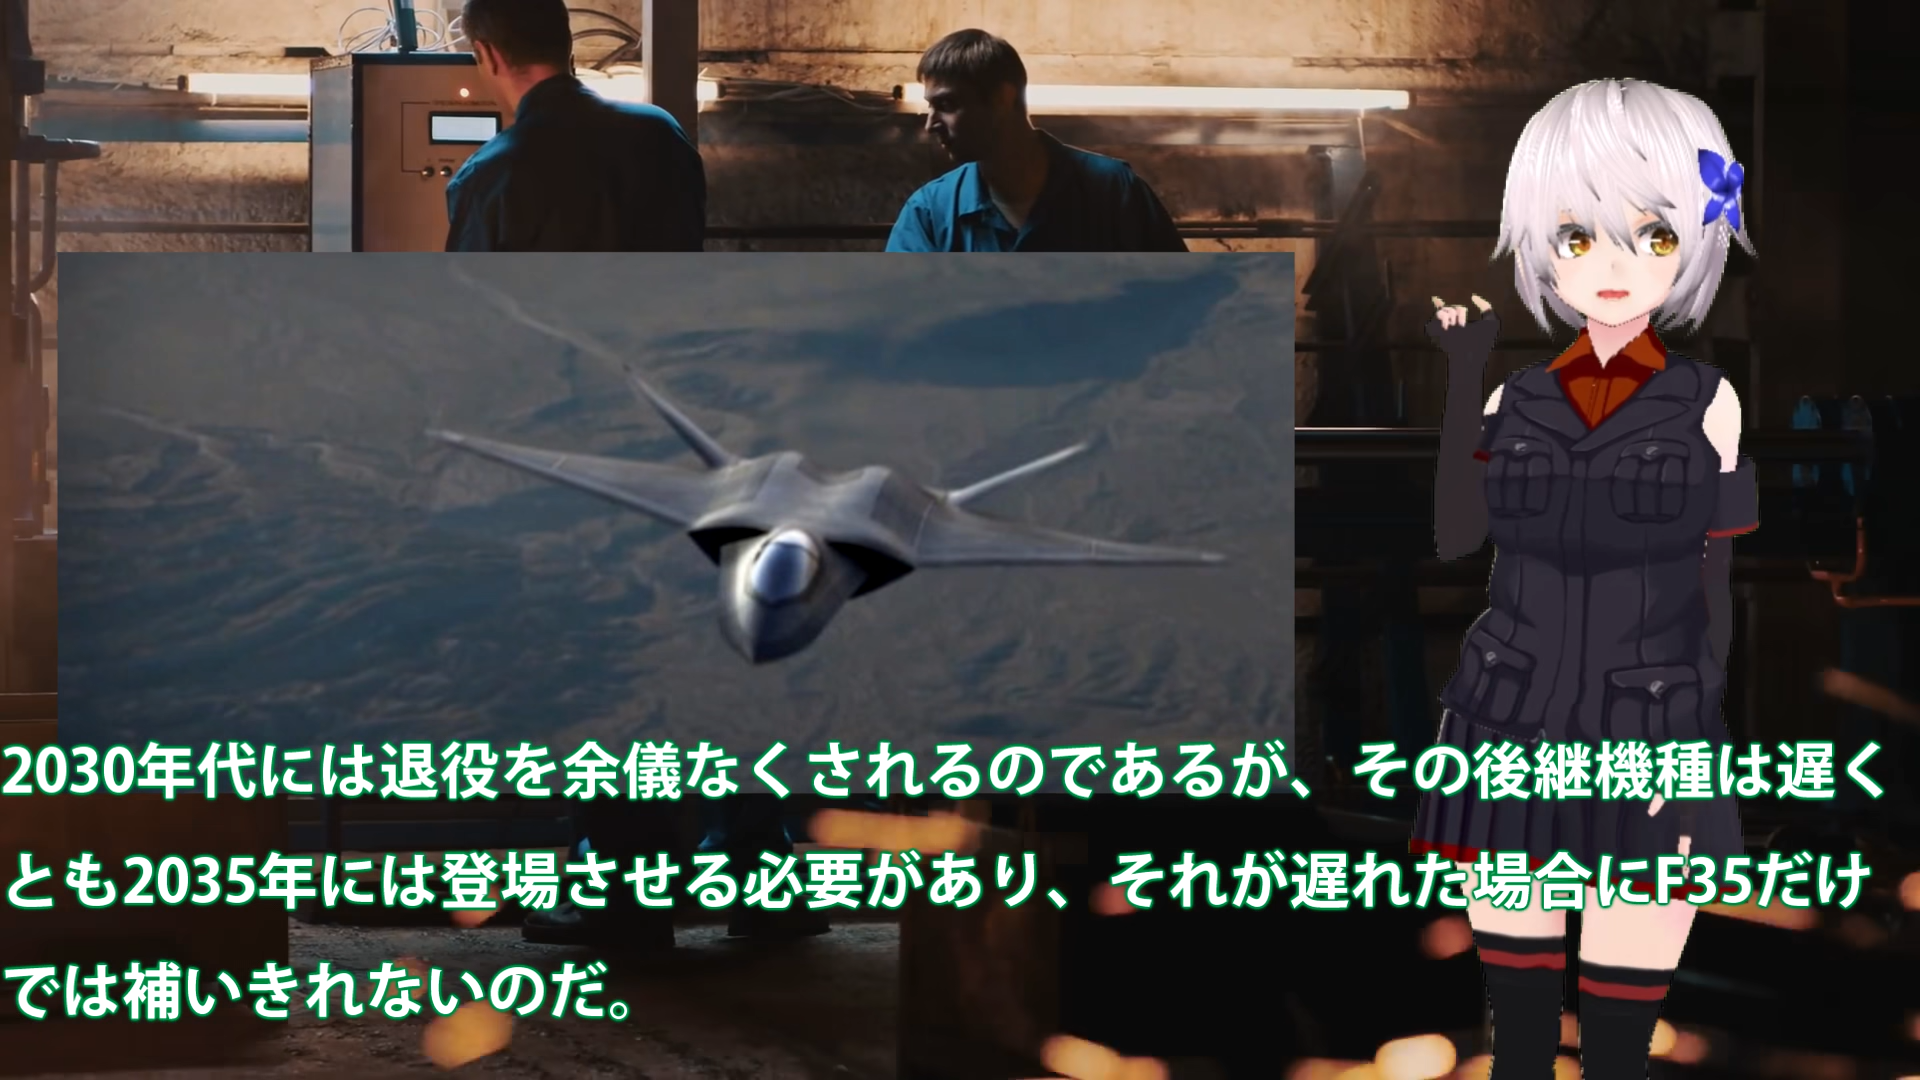 2030年代には退役を余儀なくされるのであるが、その後継機種は遅く
とも2035年には登場させる必要があり、それが遅れた場合にF35だけ
では補いきれないのだ。